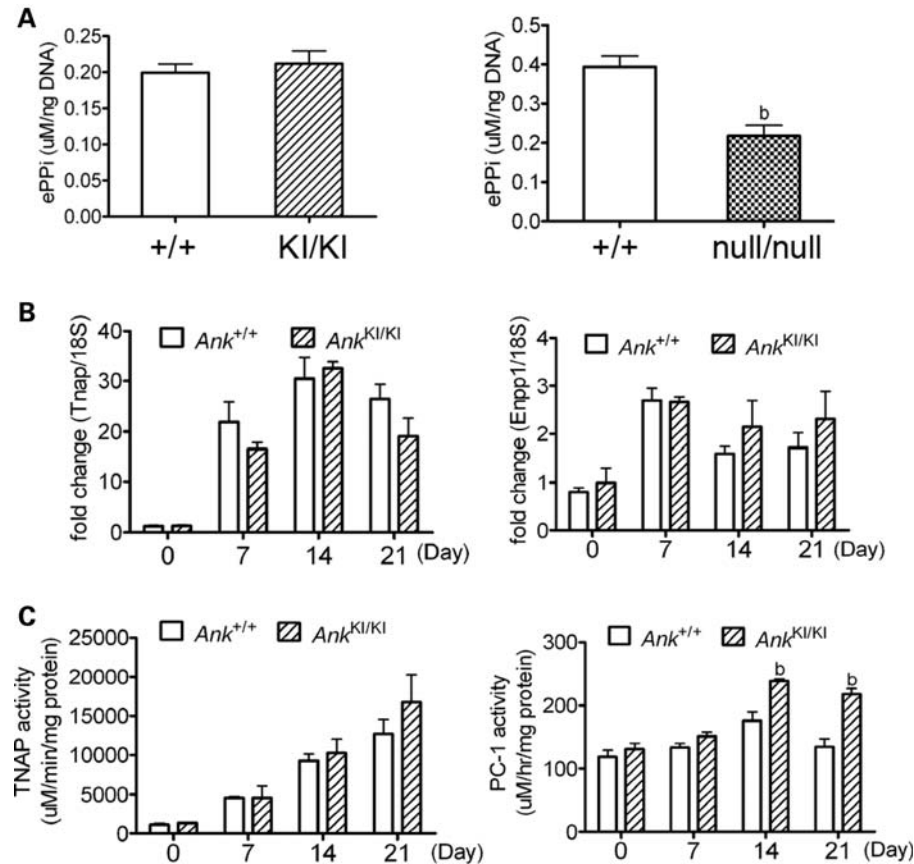 A
ePPi (uM/ng DNA)
0.25
0.20
0.15
0.10
0.05
0.00
+/+ KI/KI
ePPi (uM/ng DNA)
0.5
0.4
0.3
0.2
0.1
0.0
b
+/+ null/null
B
Ank+/+ AnkKI/KI
fold change (Tnap/18S)
40
30
20
10
0
0 7 14 21 (Day)
Ank+/+ AnkKI/KI
fold change (Enpp1/18S)
4
3
2
1
0
0 7 14 21 (Day)
C
Ank+/+ AnkKI/KI
TNAP activity
(uM/min/mg protein)
25000
20000
15000
10000
5000
0
0 7 14 21 (Day)
Ank+/+ AnkKI/KI
PC-1 activity
(uM/hr/mg protein)
300
200
100
0
b b
0 7 14 21 (Day)